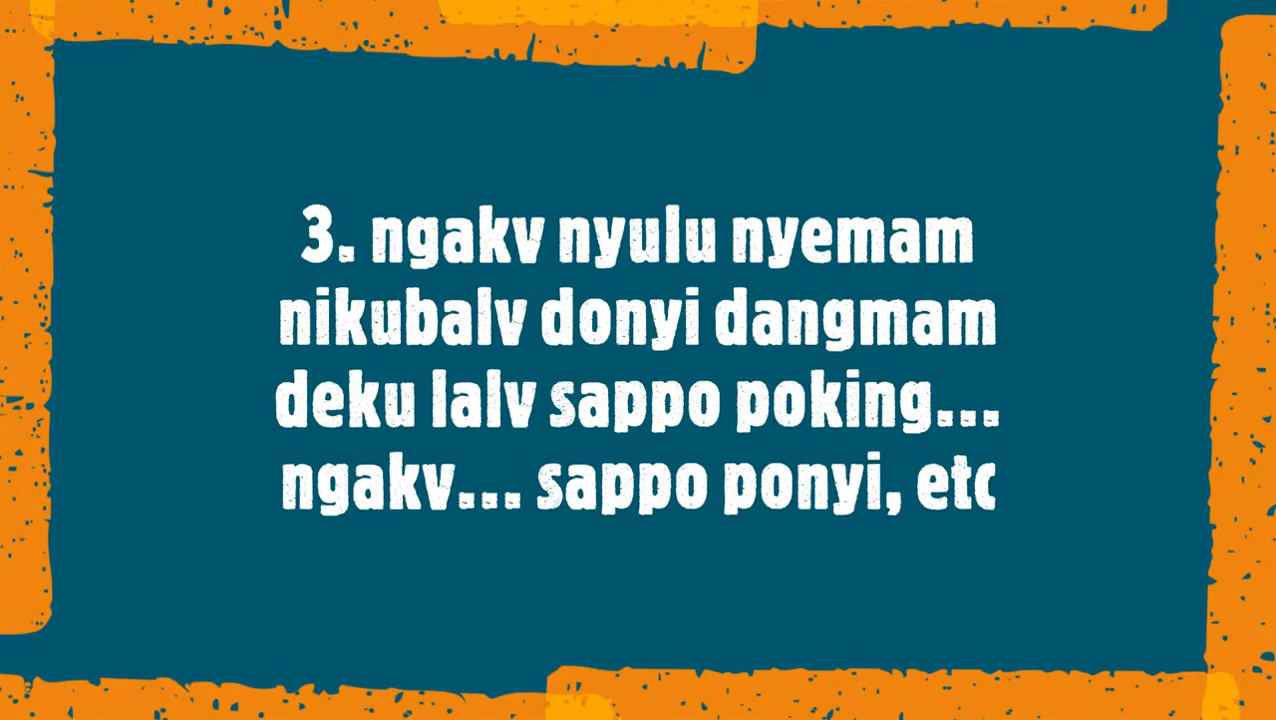 3. ngakv nyulu nyemam
nikubalv donyi dangmam
deku lalv sappo poking...
ngakv... sappo ponyi, etc